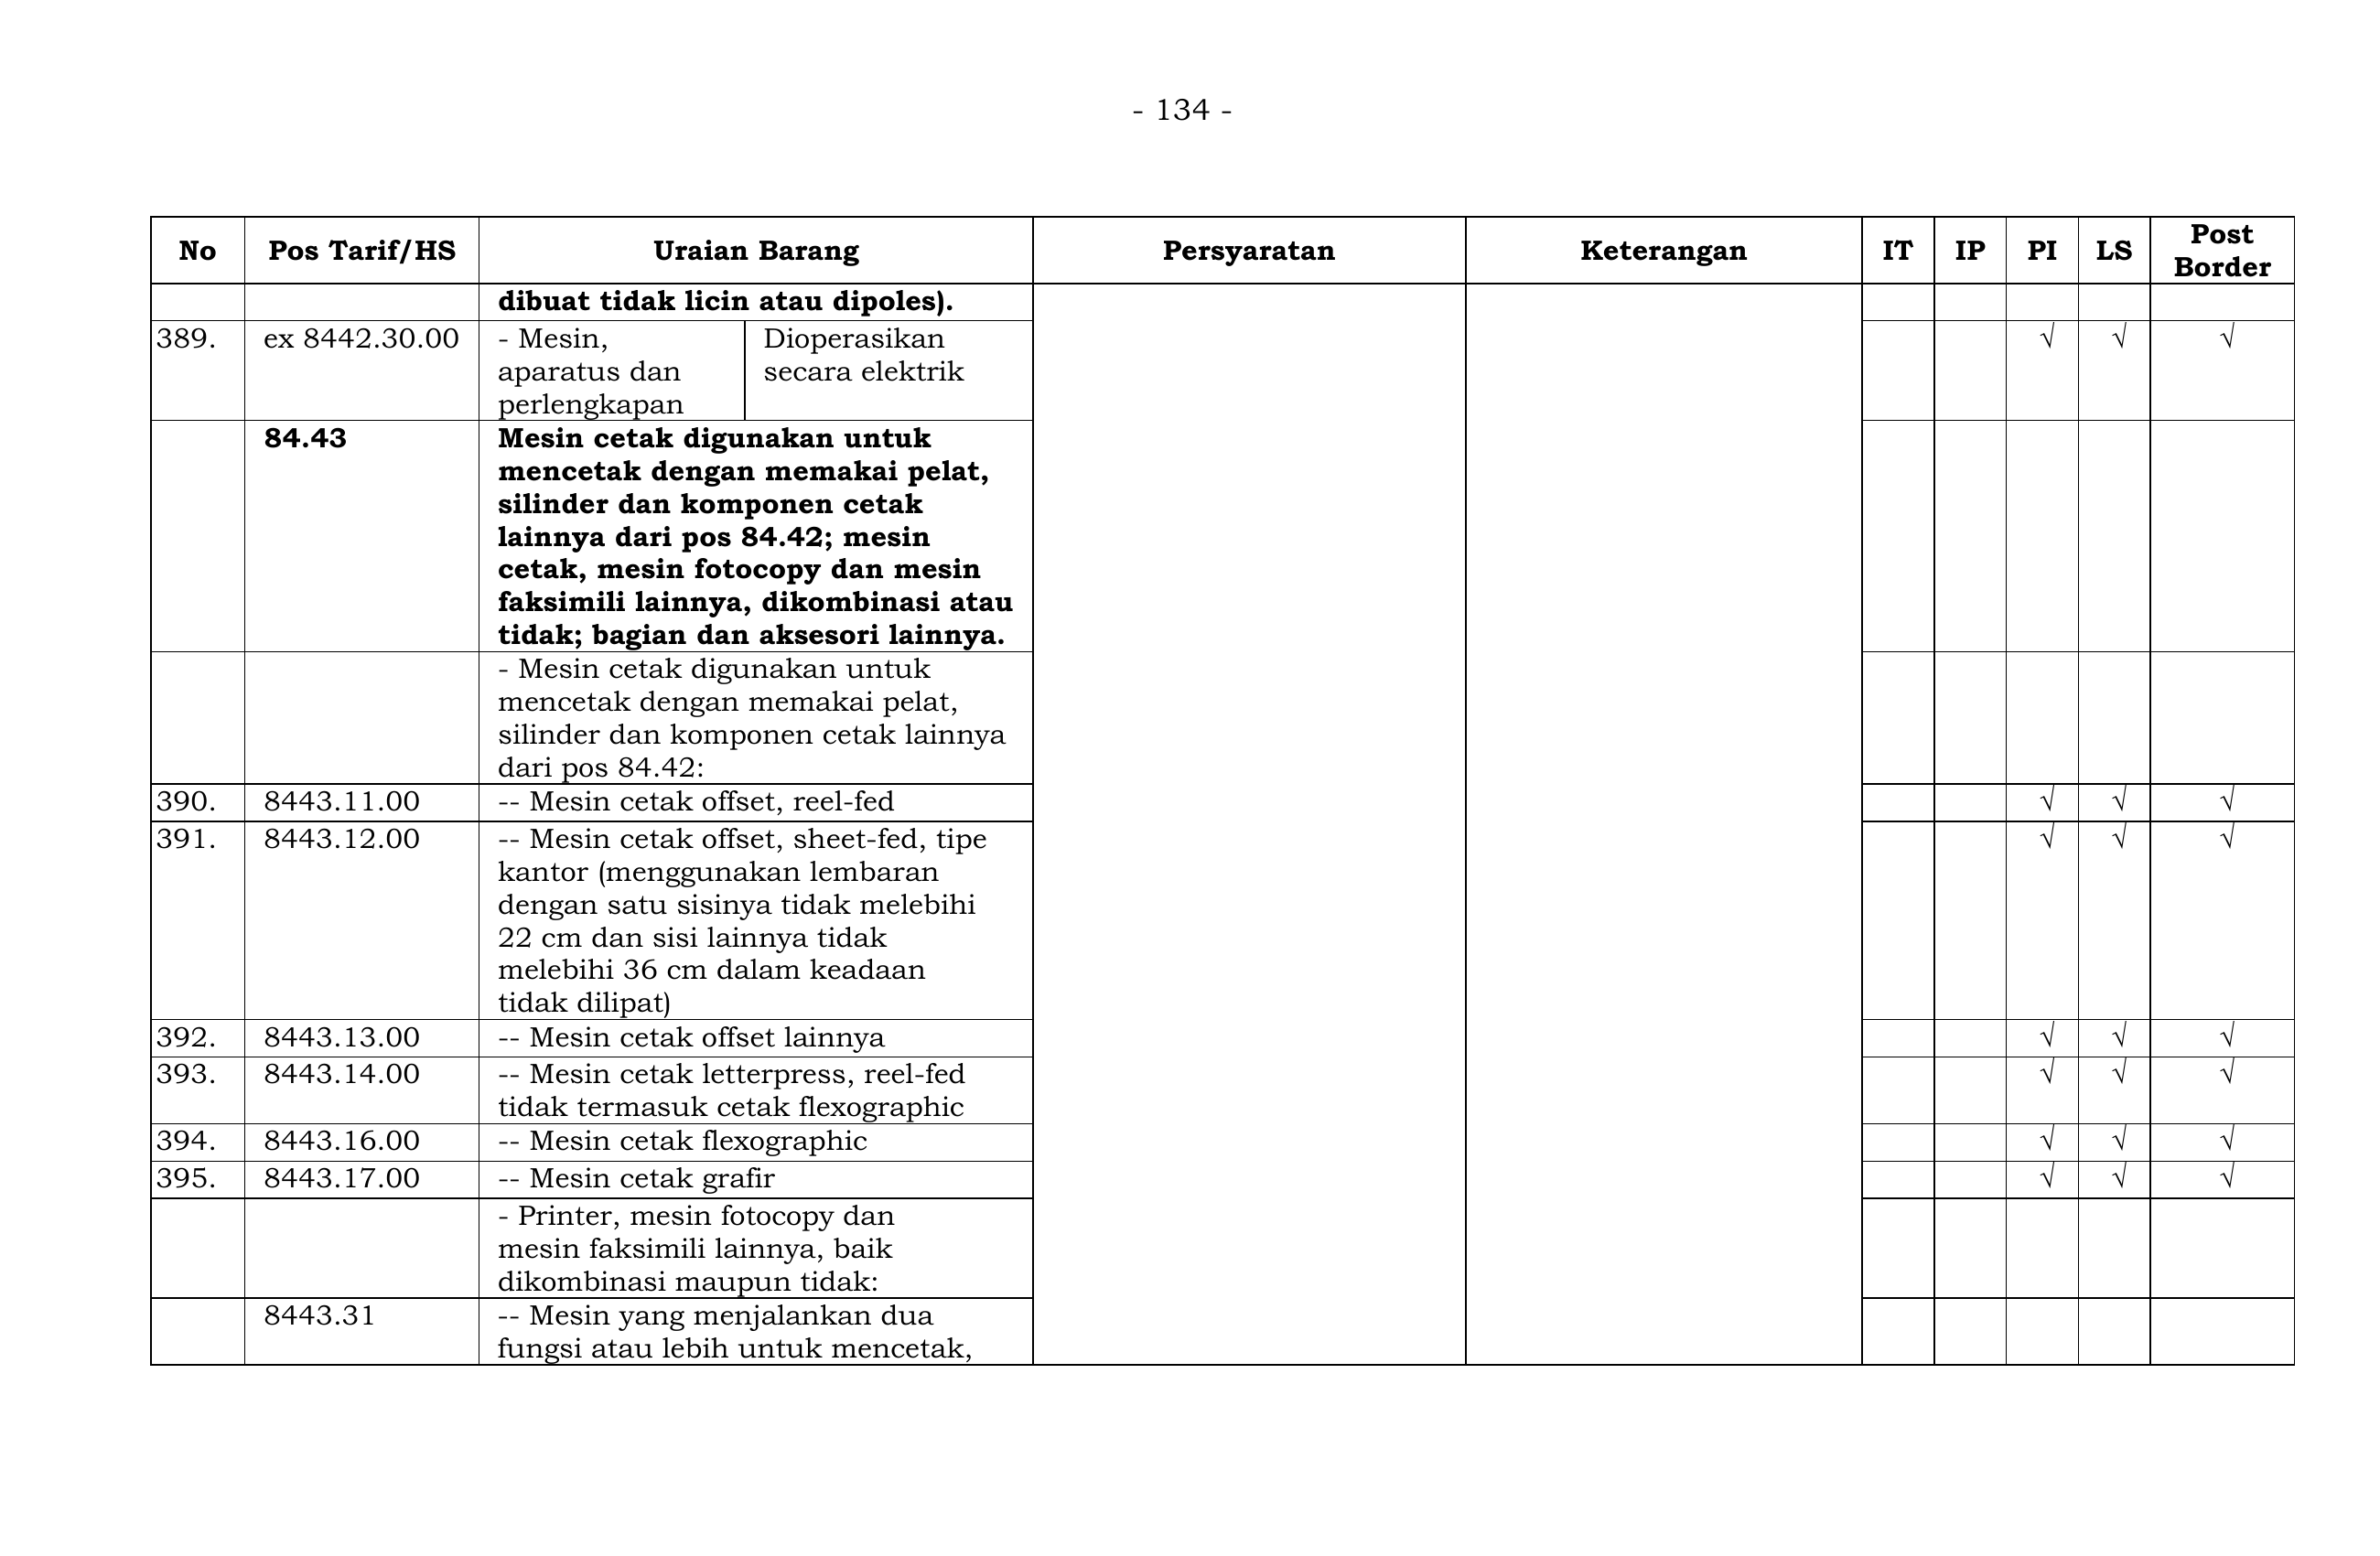 - 134 -
No Pos Tarif/HS Uraian Barang Persyaratan Keterangan IT IP PI LS Post Border
dibuat tidak licin atau dipoles).
389. ex 8442.30.00 - Mesin, Dioperasikan √ √ √
aparatus dan secara elektrik
perlengkapan
84.43 Mesin cetak digunakan untuk
mencetak dengan memakai pelat,
silinder dan komponen cetak
lainnya dari pos 84.42; mesin
cetak, mesin fotocopy dan mesin
faksimili lainnya, dikombinasi atau
tidak; bagian dan aksesori lainnya.
- Mesin cetak digunakan untuk
mencetak dengan memakai pelat,
silinder dan komponen cetak lainnya
dari pos 84.42:
390. 8443.11.00 -- Mesin cetak offset, reel-fed √ √ √
391. 8443.12.00 -- Mesin cetak offset, sheet-fed, tipe √ √ √
kantor (menggunakan lembaran
dengan satu sisinya tidak melebihi
22 cm dan sisi lainnya tidak
melebihi 36 cm dalam keadaan
tidak dilipat)
392. 8443.13.00 -- Mesin cetak offset lainnya √ √ √
393. 8443.14.00 -- Mesin cetak letterpress, reel-fed √ √ √
tidak termasuk cetak flexographic
394. 8443.16.00 -- Mesin cetak flexographic √ √ √
395. 8443.17.00 -- Mesin cetak grafir √ √ √
- Printer, mesin fotocopy dan
mesin faksimili lainnya, baik
dikombinasi maupun tidak:
8443.31 -- Mesin yang menjalankan dua
fungsi atau lebih untuk mencetak,